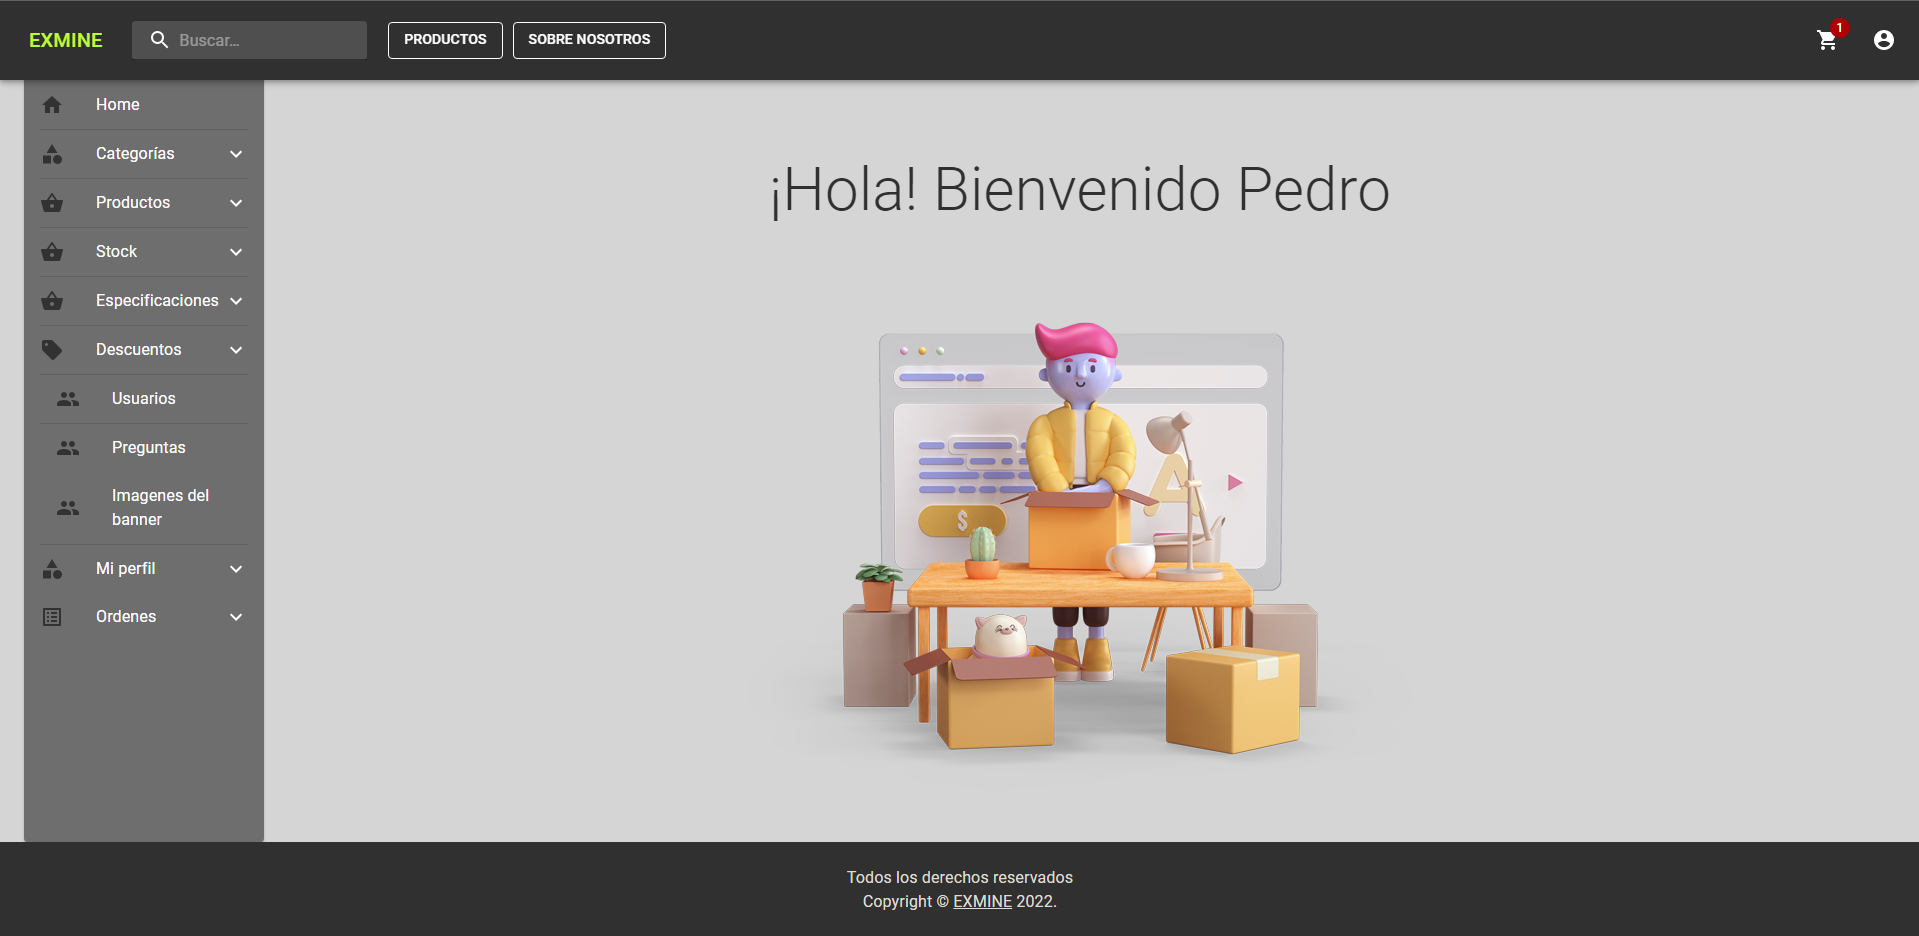 EXMINE
Buscar...
PRODUCTOS
SOBRE NOSOTROS
1
Home
Categorías
Productos
Stock
Especificaciones
Descuentos
Usuarios
Preguntas
Imagenes del
banner
Mi perfil
Ordenes
¡Hola! Bienvenido Pedro
A
$
Todos los derechos reservados
Copyright © EXMINE 2022.